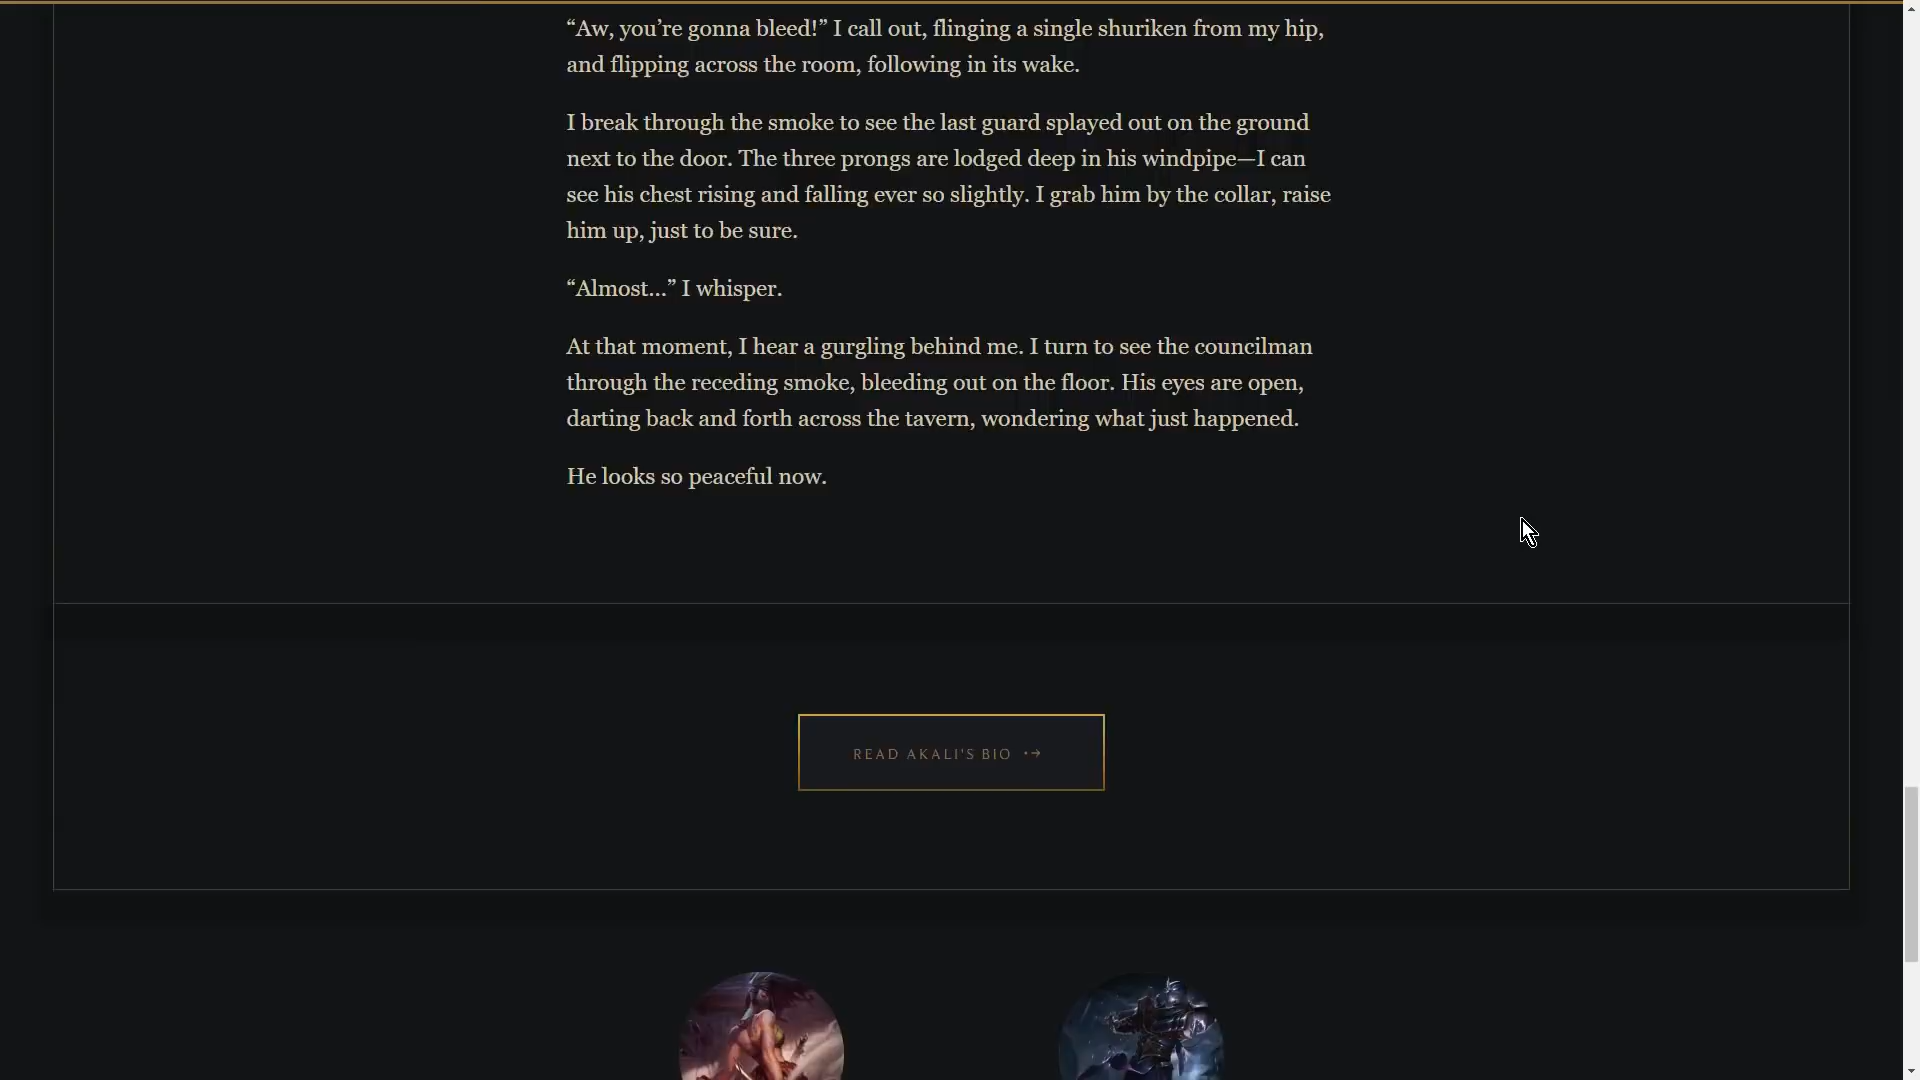 “Aw, you’re gonna bleed!” I call out, flinging a single shuriken from my hip,
and flipping across the room, following in its wake.
I break through the smoke to see the last guard splayed out on the ground
next to the door. The three prongs are lodged deep in his windpipe—I can
see his chest rising and falling ever so slightly. I grab him by the collar, raise
him up, just to be sure.
“Almost...” I whisper.
At that moment, I hear a gurgling behind me. I turn to see the councilman
through the receding smoke, bleeding out on the floor. His eyes are open,
darting back and forth across the tavern, wondering what just happened.
He looks so peaceful now.
READ AKALI'S BIO